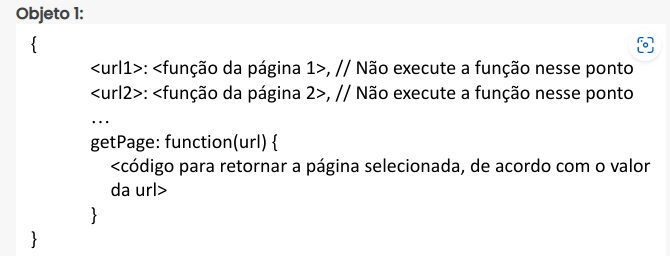 Objeto 1:
{
<url1>: <função da página 1>, // Não execute a função nesse ponto
<url2>: <função da página 2>, // Não execute a função nesse ponto
…
getPage: function(url) {
<código para retornar a página selecionada, de acordo com o valor
da url>
}
}